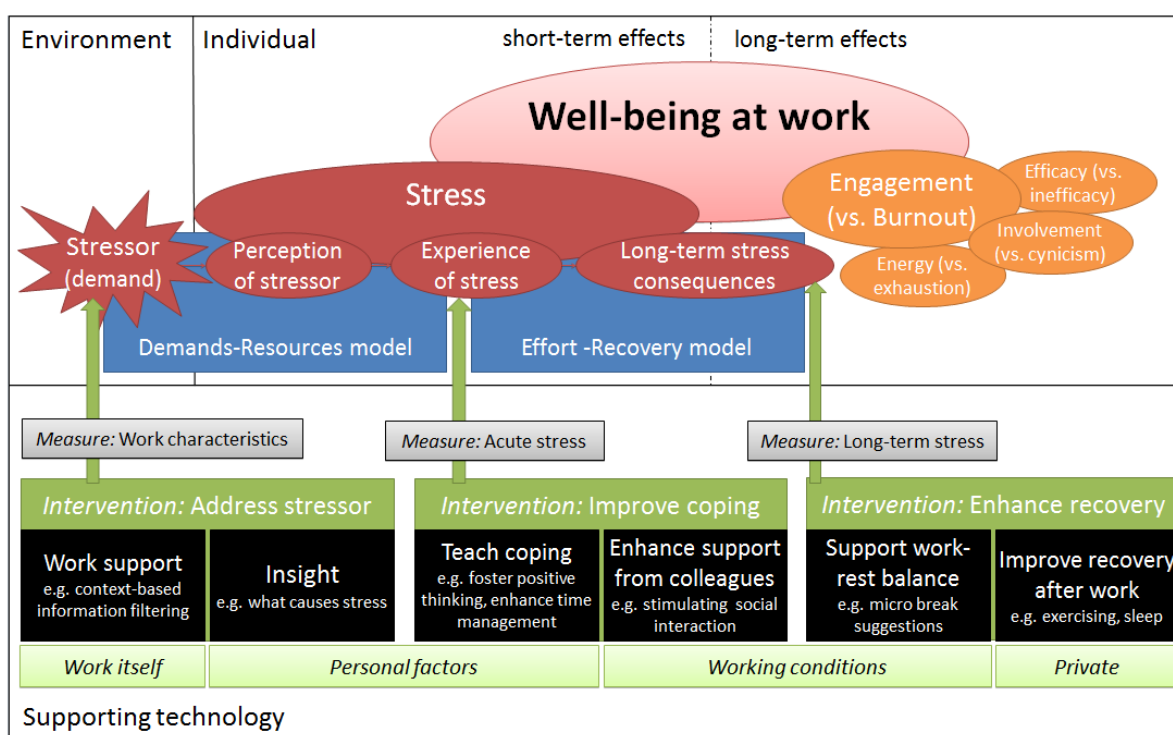 Environment
Individual
short-term effects
long-term effects
Well-being at work
Stress
Engagement
(vs. Burnout)
Efficacy (vs.
inefficacy)
Involvement
(vs. cynicism)
Energy (vs.
exhaustion)
Stressor
(demand)
Perception
of stressor
Experience
of stress
Long-term stress
consequences
Demands-Resources model
Effort -Recovery model
Measure: Work characteristics
Measure: Acute stress
Measure: Long-term stress
Intervention: Address stressor
Intervention: Improve coping
Intervention: Enhance recovery
Work support
e.g. context-based
information filtering
Insight
e.g. what causes stress
Teach coping
e.g. foster positive
thinking, enhance time
management
Enhance support
from colleagues
e.g. stimulating social
interaction
Support work-
rest balance
e.g. micro break
suggestions
Improve recovery
after work
e.g. exercising, sleep
Work itself
Personal factors
Working conditions
Private
Supporting technology